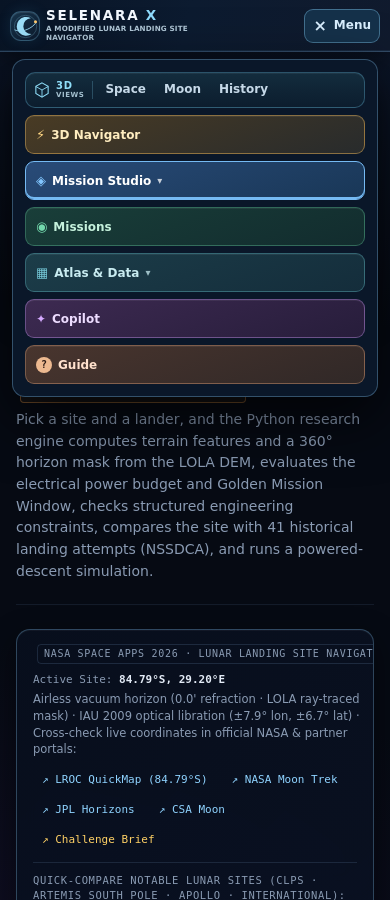 SELENARA X
A MODIFIED LUNAR LANDING SITE
NAVIGATOR
Menu
3D
VIEWS
Space Moon History
3D Navigator
Mission Studio
Missions
Atlas & Data
Copilot
? Guide
Pick a site and a lander, and the Python research
engine computes terrain features and a 360°
horizon mask from the LOLA DEM, evaluates the
electrical power budget and Golden Mission
Window, checks structured engineering
constraints, compares the site with 41 historical
landing attempts (NSSDCA), and runs a powered-
descent simulation.
NASA SPACE APPS 2026 · LUNAR LANDING SITE NAVIGAT
Active Site: 84.79°S, 29.20°E
Airless vacuum horizon (0.0' refraction · LOLA ray-traced
mask) · IAU 2009 optical libration (±7.9° lon, ±6.7° lat) ·
Cross-check live coordinates in official NASA & partner
portals:
↗ LROC QuickMap (84.79°S) ↗ NASA Moon Trek
↗ JPL Horizons ↗ CSA Moon
↗ Challenge Brief
QUICK-COMPARE NOTABLE LUNAR SITES (CLPS ·
ARTEMIS SOUTH POLE · APOLLO · INTERNATIONAL):